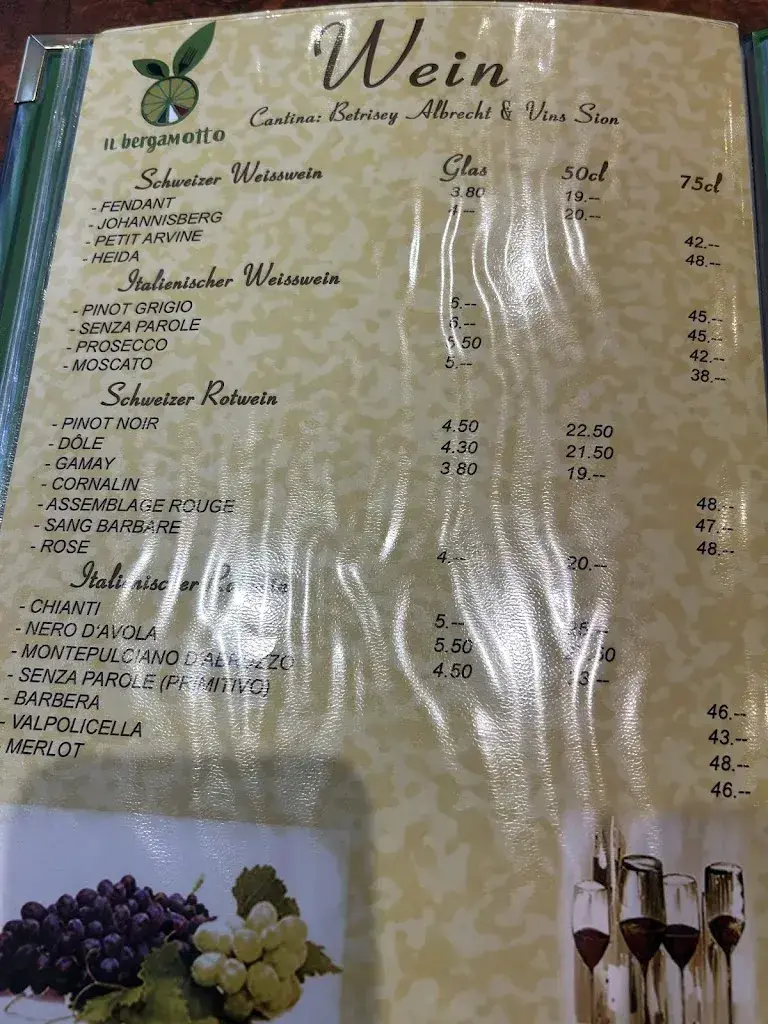 IL bergamotto
Wein
Cantina: Betrisey Albrecht & Vins Sion
Schweizer Weisswein Glas 50cl 75cl
- FENDANT 3.80 19.--
- JOHANNISBERG 4.-- 20.--
- PETIT ARVINE 42.--
- HEIDA 48.--
Italienischer Weisswein
- PINOT GRIGIO 6.-- 45.--
- SENZA PAROLE 6.-- 45.--
- PROSECCO 5.50 42.--
- MOSCATO 5.-- 38.--
Schweizer Rotwein
- PINOT NOIR 4.50 22.50
- DÔLE 4.30 21.50
- GAMAY 3.80 19.--
- CORNALIN 48.--
- ASSEMBLAGE ROUGE 47.--
- SANG BARBARE 48.--
- ROSE 4.-- 20.--
Italienischer Rotwein
- CHIANTI 5.--
- NERO D'AVOLA 5.50
- MONTEPULCIANO D'ABRUZZO 4.50
- SENZA PAROLE (PRIMITIVO) 46.--
- BARBERA 43.--
- VALPOLICELLA 48.--
- MERLOT 46.--